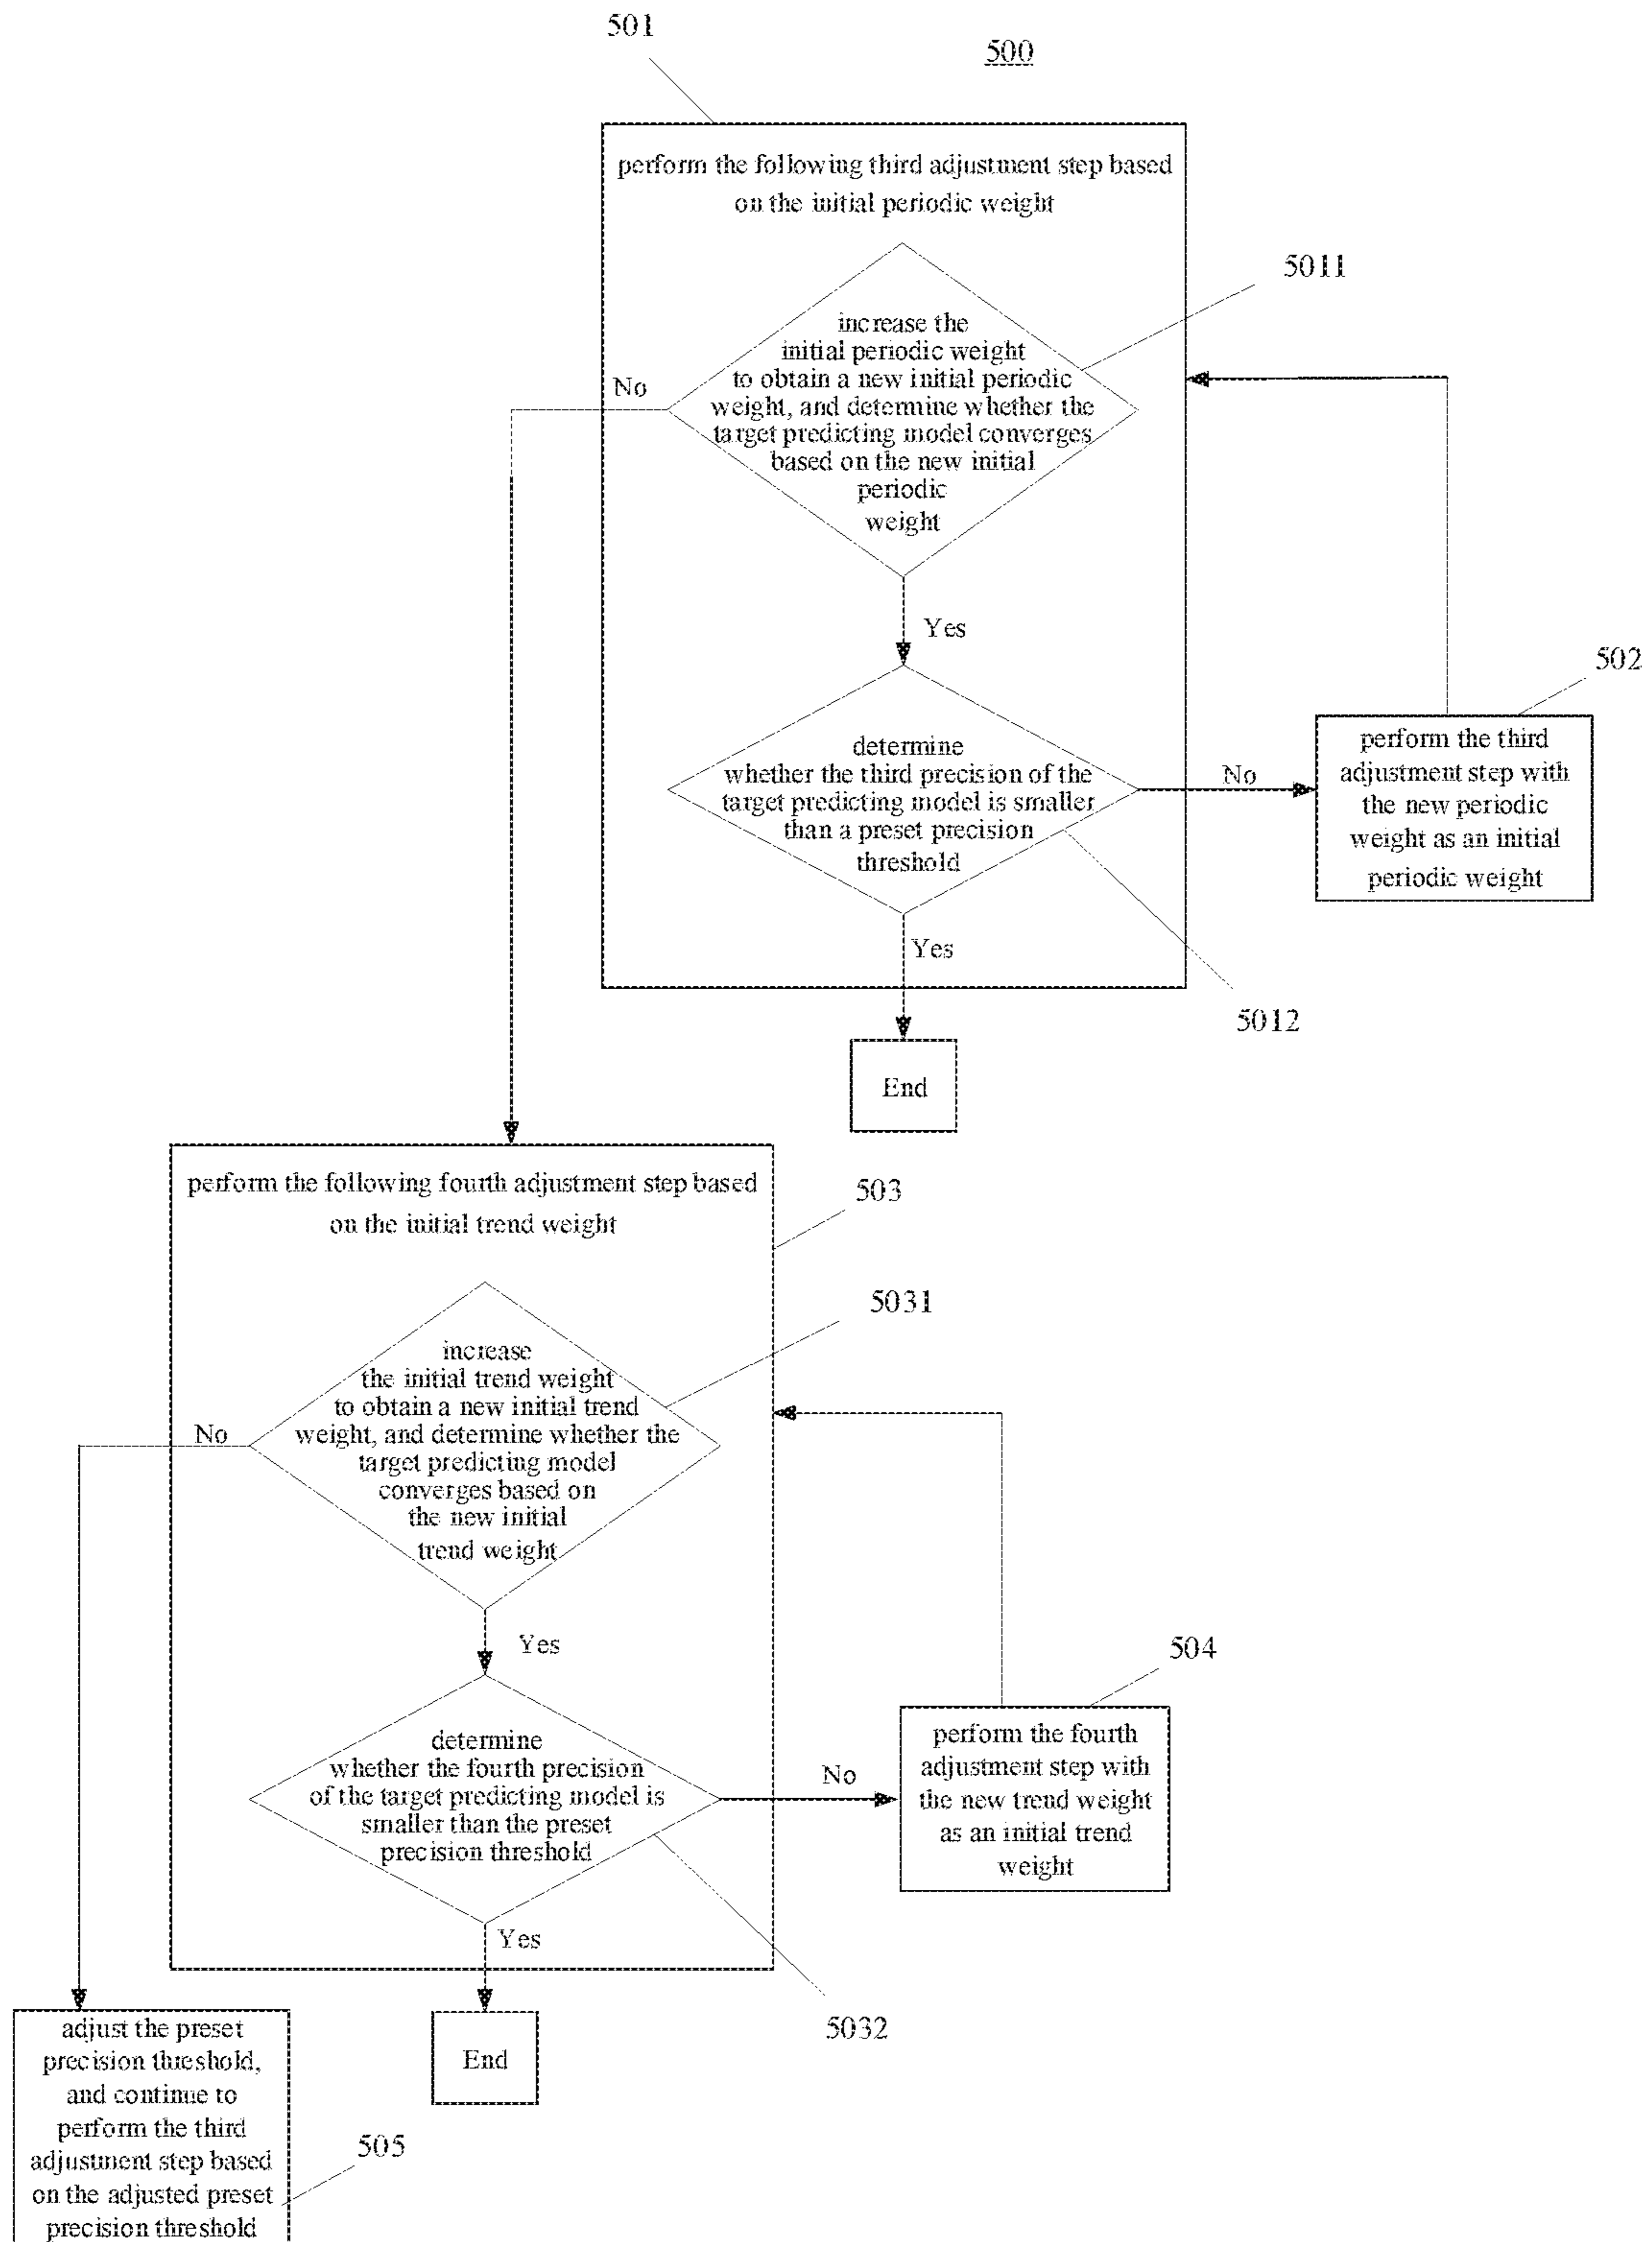 501
500
perform the following third adjustment step based
on the initial periodic weight
5011
increase the
initial periodic weight
to obtain a new initial periodic
weight, and determine whether the
target predicting model converges
based on the new initial
periodic
weight
No
Yes
502
perform the third
adjustment step with
the new periodic
weight as an initial
periodic weight
determine
whether the third precision of the
target predicting model is smaller
than a preset precision
threshold
No
Yes
5012
End
perform the following fourth adjustment step based
on the initial trend weight
503
5031
increase
the initial trend weight
to obtain a new initial trend
weight, and determine whether the
target predicting model
converges based on
the new initial
trend weight
No
Yes
504
perform the fourth
adjustment step with
the new trend weight
as an initial trend
weight
determine
whether the fourth precision
of the target predicting model is
smaller than the preset
precision threshold
No
Yes
5032
End
adjust the preset
precision threshold,
and continue to
perform the third
adjustment step based
on the adjusted preset
precision threshold
505